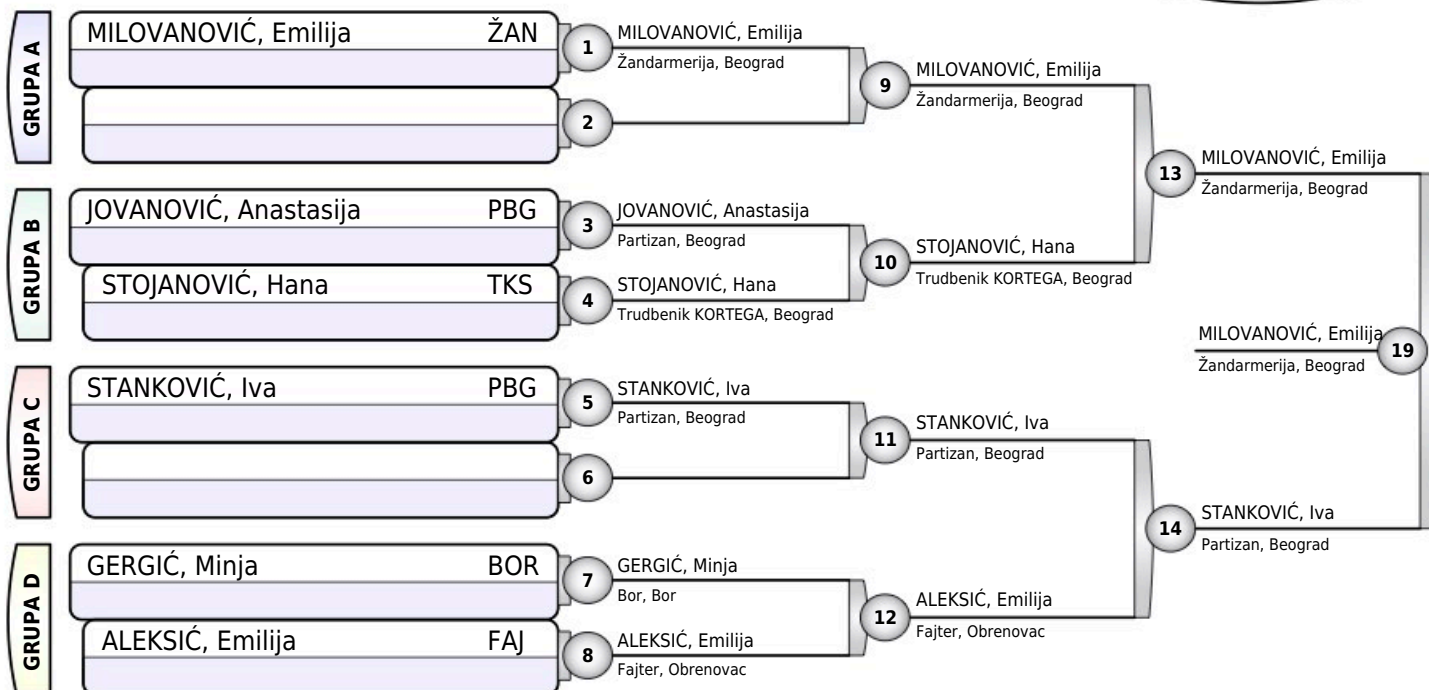 GRUPA A
MILOVANOVIĆ, Emilija ŽAN
1
MILOVANOVIĆ, Emilija
Žandarmerija, Beograd
2
9
MILOVANOVIĆ, Emilija
Žandarmerija, Beograd
13
MILOVANOVIĆ, Emilija
Žandarmerija, Beograd
GRUPA B
JOVANOVIĆ, Anastasija PBG
3
JOVANOVIĆ, Anastasija
Partizan, Beograd
STOJANOVIĆ, Hana TKS
4
STOJANOVIĆ, Hana
Trudbenik KORTEGA, Beograd
10
STOJANOVIĆ, Hana
Trudbenik KORTEGA, Beograd
MILOVANOVIĆ, Emilija
Žandarmerija, Beograd
19
GRUPA C
STANKOVIĆ, Iva PBG
5
STANKOVIĆ, Iva
Partizan, Beograd
6
11
STANKOVIĆ, Iva
Partizan, Beograd
14
STANKOVIĆ, Iva
Partizan, Beograd
GRUPA D
GERGIĆ, Minja BOR
7
GERGIĆ, Minja
Bor, Bor
ALEKSIĆ, Emilija FAJ
8
ALEKSIĆ, Emilija
Fajter, Obrenovac
12
ALEKSIĆ, Emilija
Fajter, Obrenovac